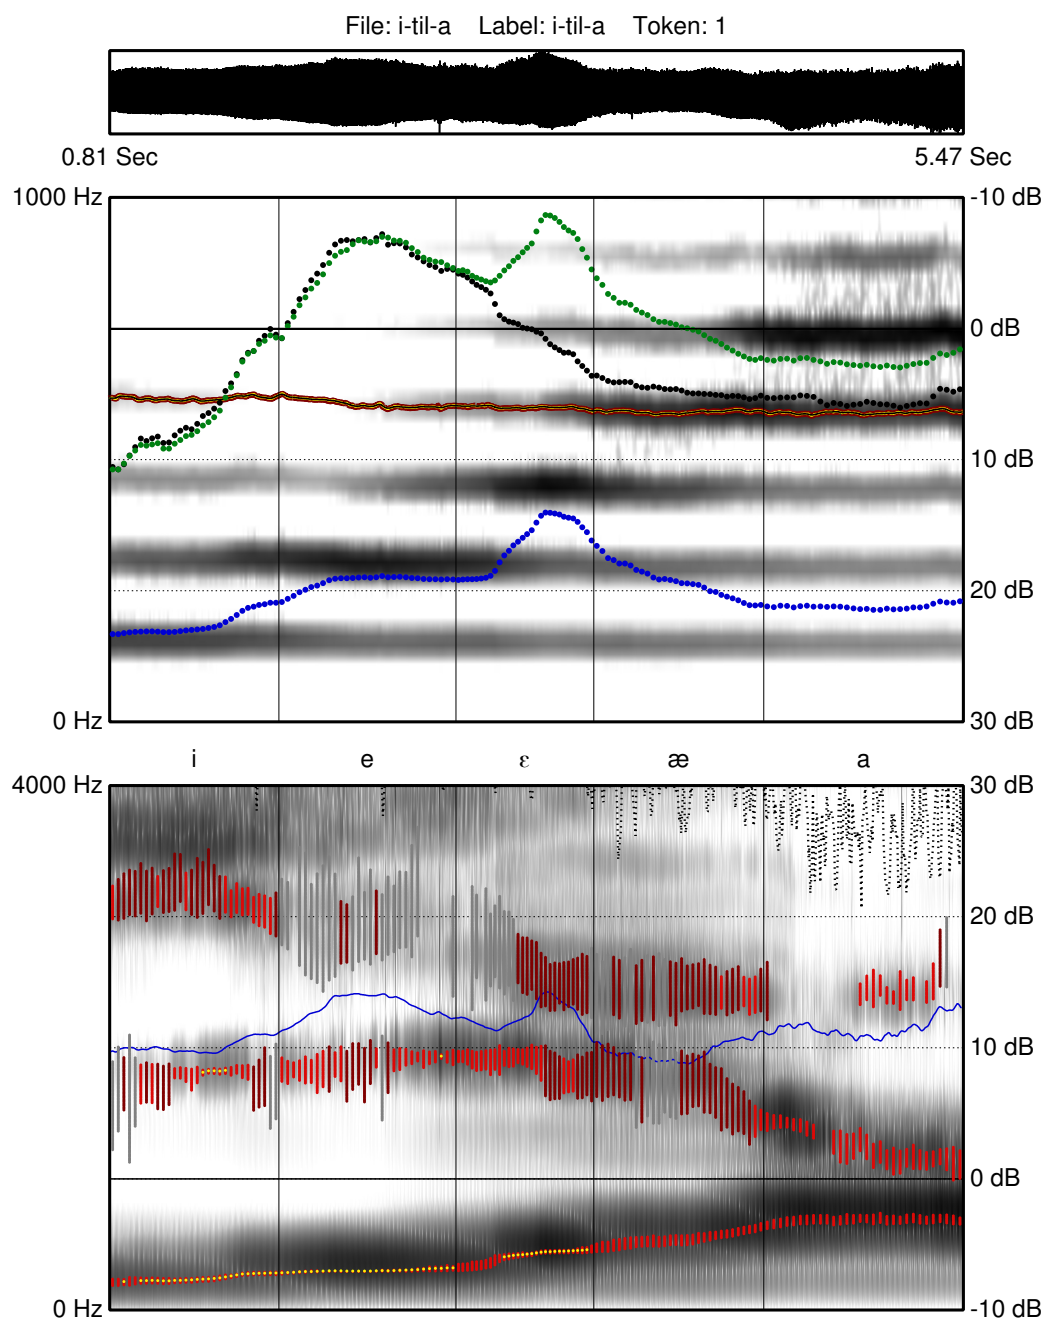 File: i-til-a Label: i-til-a Token: 1
0.81 Sec 5.47 Sec
1000 Hz -10 dB
0 dB
10 dB
20 dB
0 Hz 30 dB
i e ε æ a
4000 Hz 30 dB
20 dB
10 dB
0 dB
0 Hz -10 dB